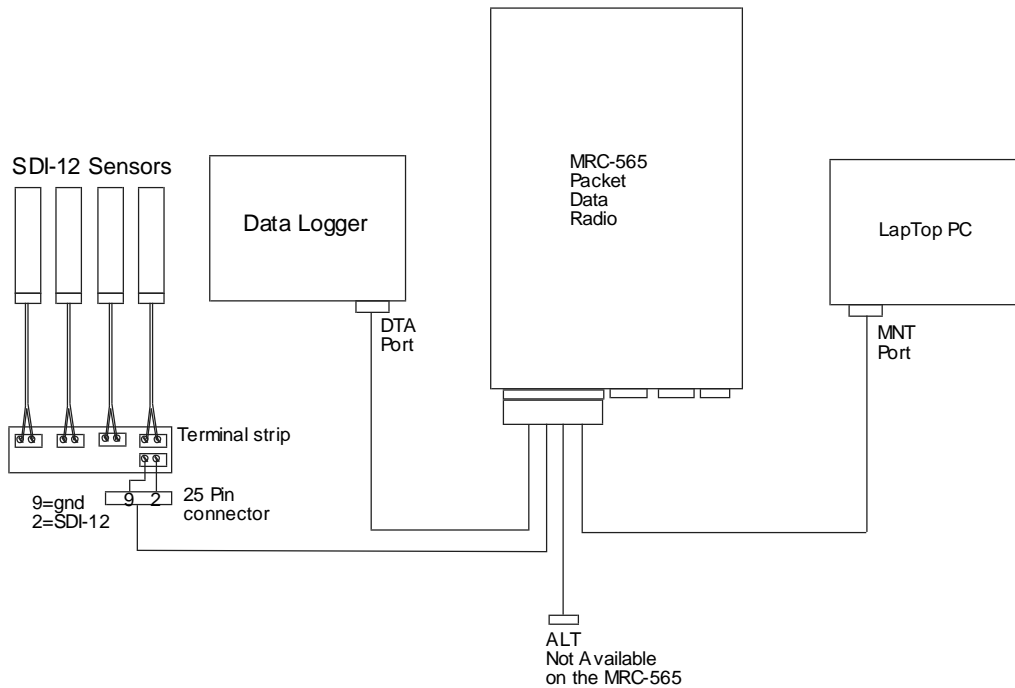 SDI-12 Sensors
Data Logger
MRC-565
Packet
Data
Radio
LapTop PC
DTA
Port
MNT
Port
Terminal strip
9 2
25 Pin
connector
9=gnd
2=SDI-12
ALT
Not Available
on the MRC-565